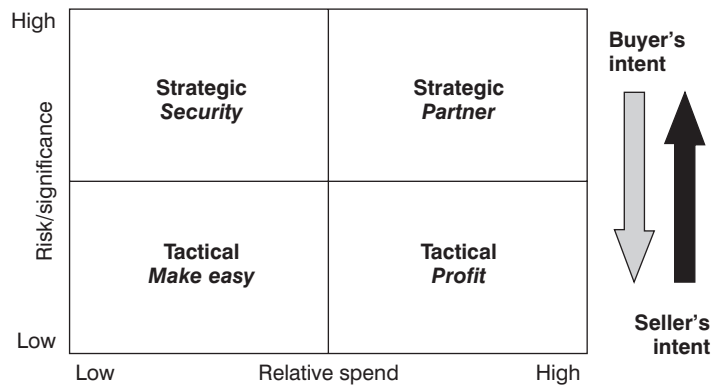 High
Buyer's
intent
Strategic
Security
Strategic
Partner
Risk/significance
Tactical
Make easy
Tactical
Profit
Seller's
intent
Low
Low
Relative spend
High